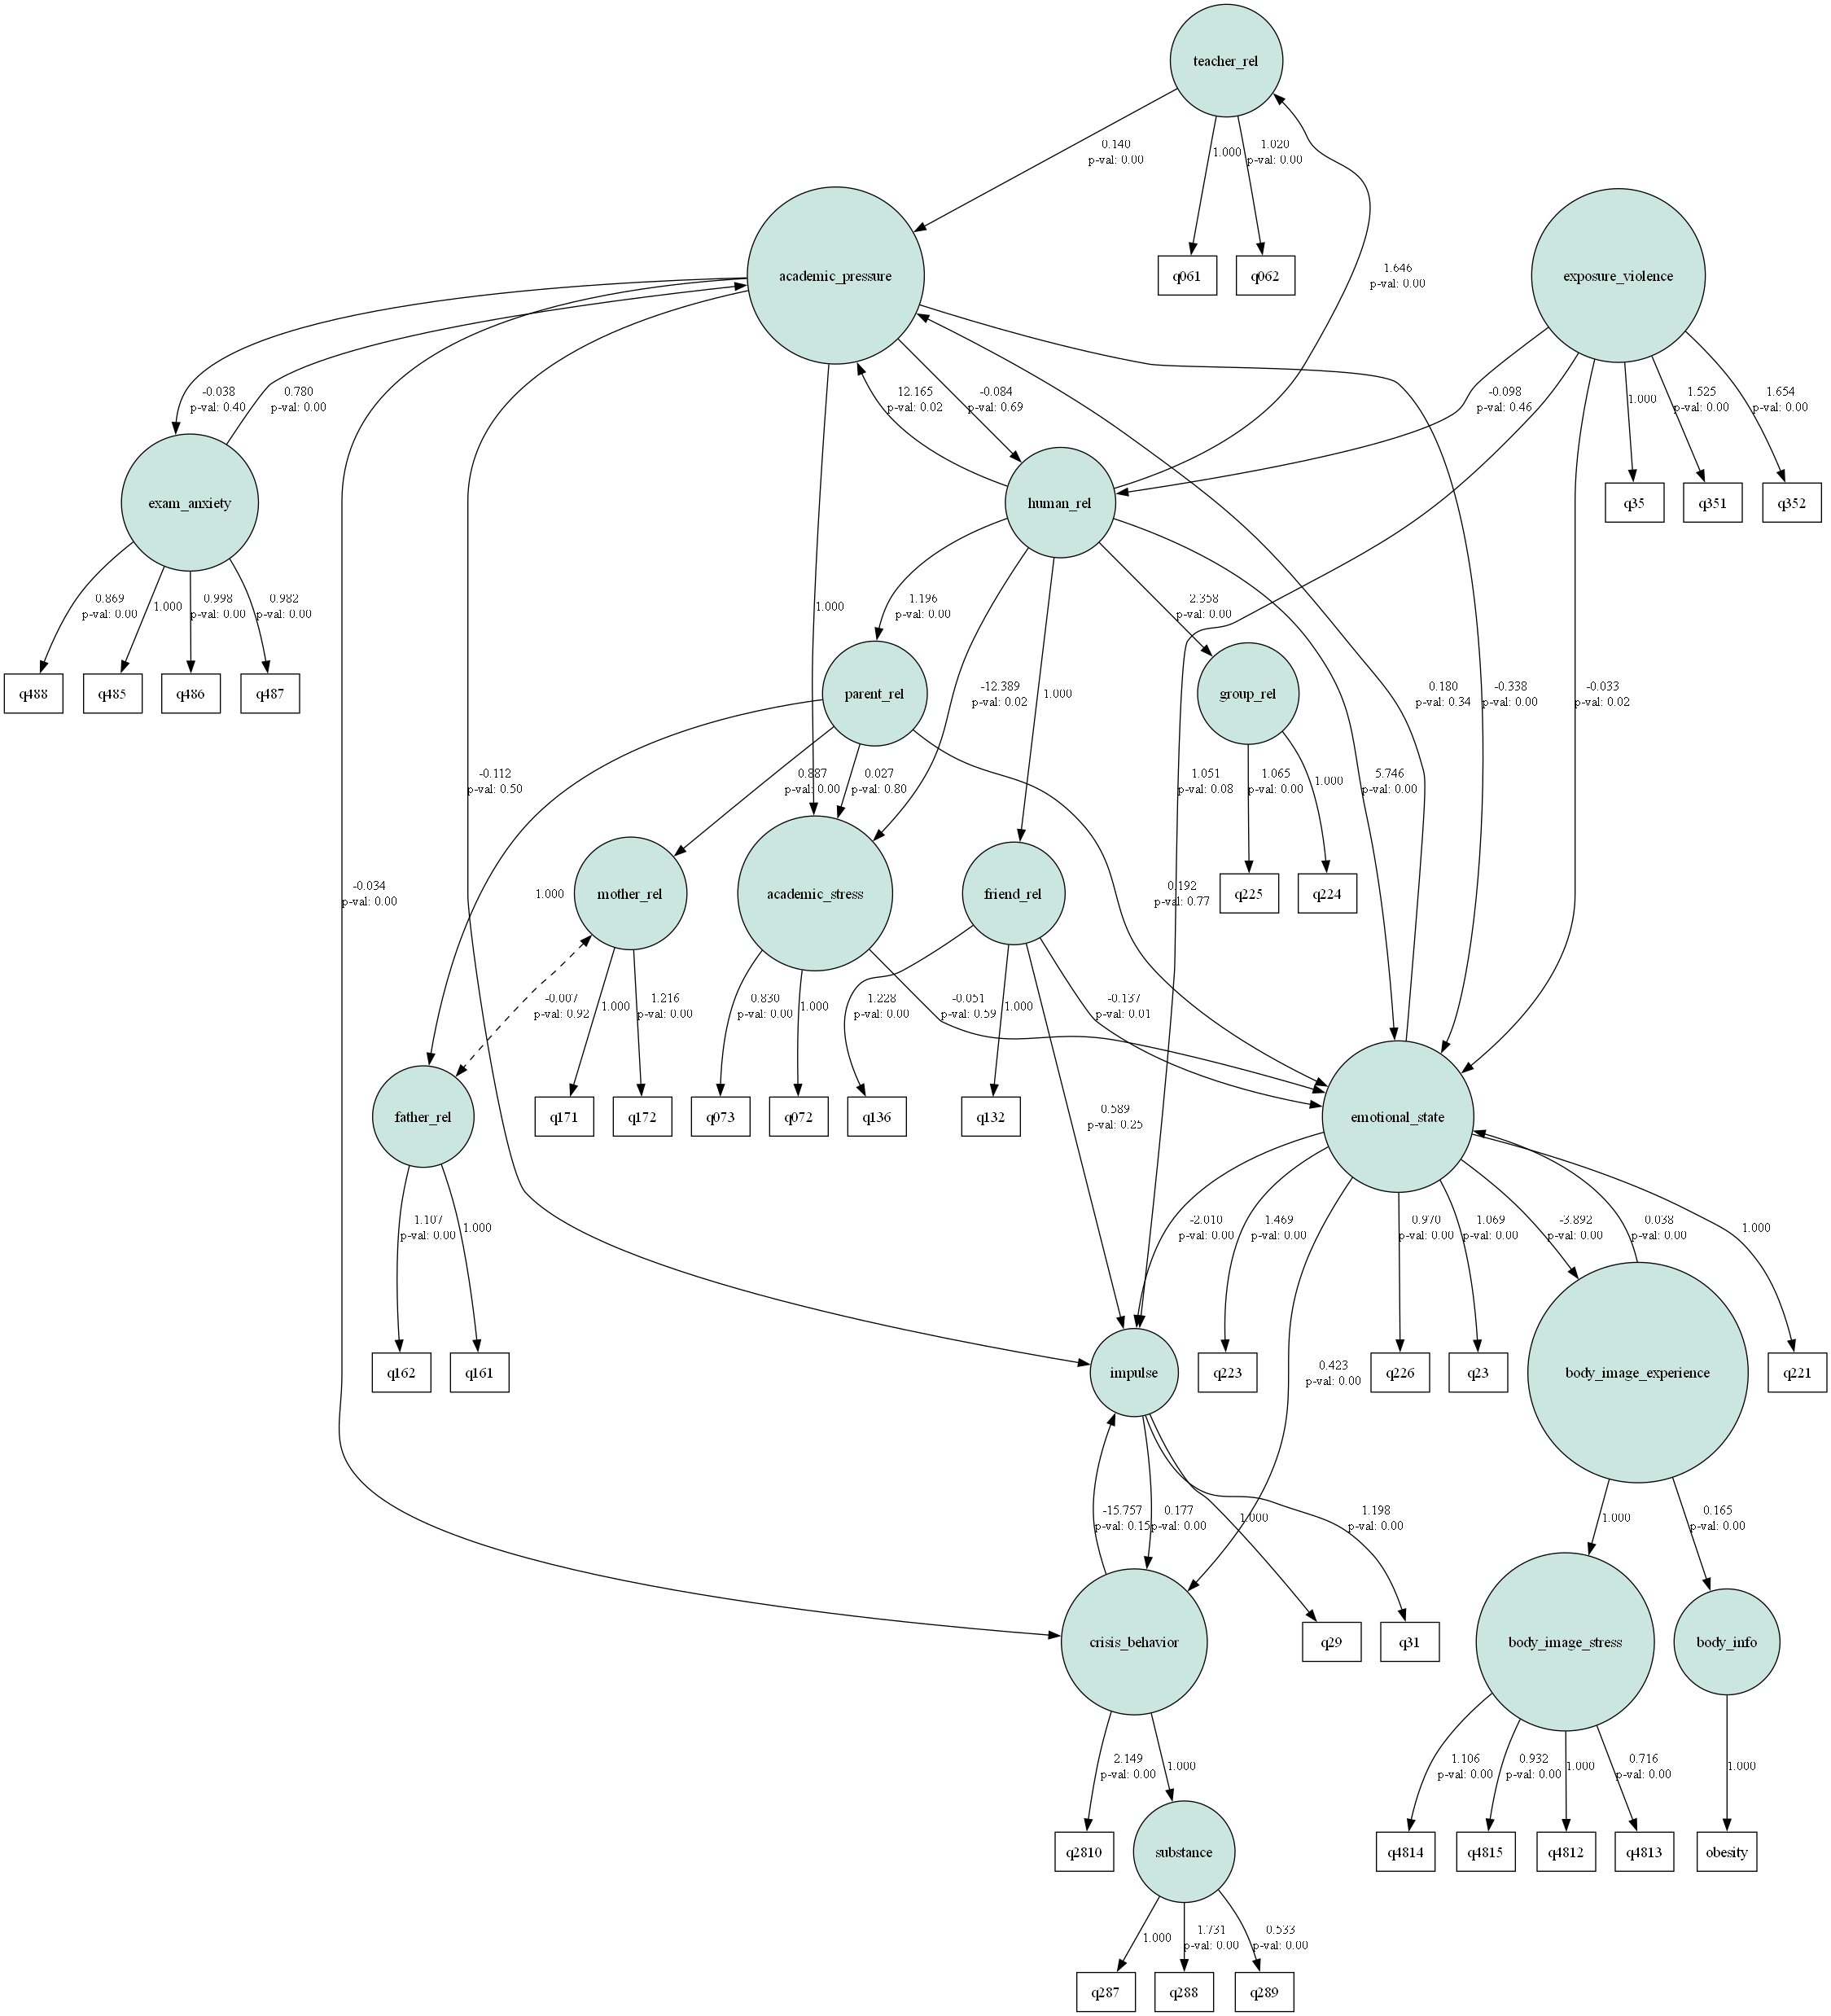 teacher_rel
0.140
p-val: 0.00
1.000
1.020
p-val: 0.00
academic_pressure
q061
q062
1.646
p-val: 0.00
exposure_violence
-0.038
p-val: 0.40
0.780
p-val: 0.00
12.165
p-val: 0.02
-0.084
p-val: 0.69
-0.098
p-val: 0.46
1.000
1.525
p-val: 0.00
1.654
p-val: 0.00
exam_anxiety
human_rel
q35
q351
q352
0.869
p-val: 0.00
1.000
0.998
p-val: 0.00
0.982
p-val: 0.00
1.000
1.196
p-val: 0.00
2.358
p-val: 0.00
q488
q485
q486
q487
parent_rel
-12.389
p-val: 0.02
1.000
group_rel
0.180
p-val: 0.34
-0.338
p-val: 0.00
-0.033
p-val: 0.02
-0.112
p-val: 0.50
0.887
p-val: 0.00
0.027
p-val: 0.80
1.051
p-val: 0.08
1.065
p-val: 0.00
1.000
5.746
p-val: 0.00
-0.034
p-val: 0.00
1.000
mother_rel
academic_stress
friend_rel
0.192
p-val: 0.77
q225
q224
-0.007
p-val: 0.92
1.000
1.216
p-val: 0.00
0.830
p-val: 0.00
1.000
1.228
p-val: 0.00
-0.051
p-val: 0.59
1.000
-0.137
p-val: 0.01
father_rel
q171
q172
q073
q072
q136
q132
0.589
p-val: 0.25
emotional_state
1.107
p-val: 0.00
1.000
-2.010
p-val: 0.00
1.469
p-val: 0.00
0.970
p-val: 0.00
1.069
p-val: 0.00
-3.892
p-val: 0.00
0.038
p-val: 0.00
1.000
q162
q161
impulse
q223
0.423
p-val: 0.00
q226
q23
body_image_experience
q221
-15.757
p-val: 0.15
0.177
p-val: 0.00
1.000
1.198
p-val: 0.00
1.000
0.165
p-val: 0.00
crisis_behavior
q29
q31
body_image_stress
body_info
2.149
p-val: 0.00
1.000
1.106
p-val: 0.00
0.932
p-val: 0.00
1.000
0.716
p-val: 0.00
1.000
q2810
substance
q4814
q4815
q4812
q4813
obesity
1.000
1.731
p-val: 0.00
0.533
p-val: 0.00
q287
q288
q289